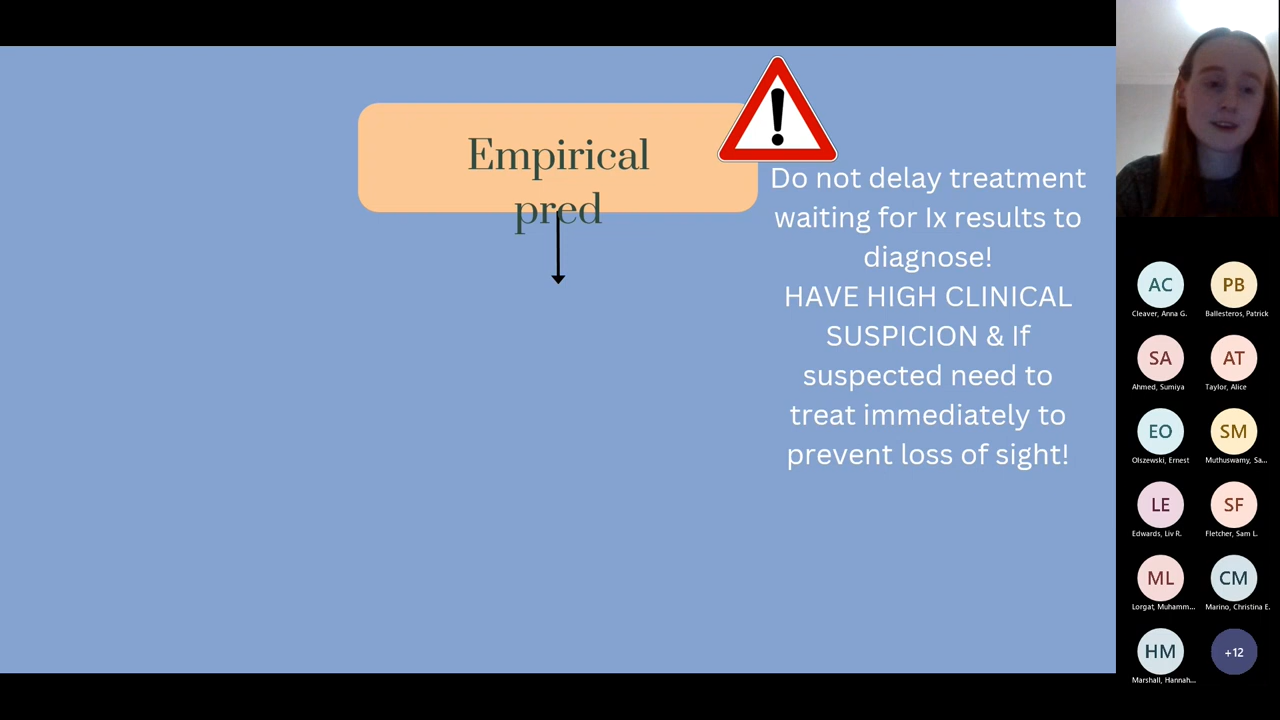 Empirical
pred
Do not delay treatment
waiting for Ix results to
diagnose!
HAVE HIGH CLINICAL
SUSPICION & If
suspected need to
treat immediately to
prevent loss of sight!
AC
PB
Cleaver, Anna G.
Ballesteros, Patrick
SA
AT
Ahmed, Sumiya
Taylor, Alice
EO
SM
Olszewski, Ernest
Muthuswamy, Sa...
LE
SF
Edwards, Liv R.
Fletcher, Sam L.
ML
CM
Lorgat, Muhamm...
Marino, Christina E.
HM
+12
Marshall, Hannah...